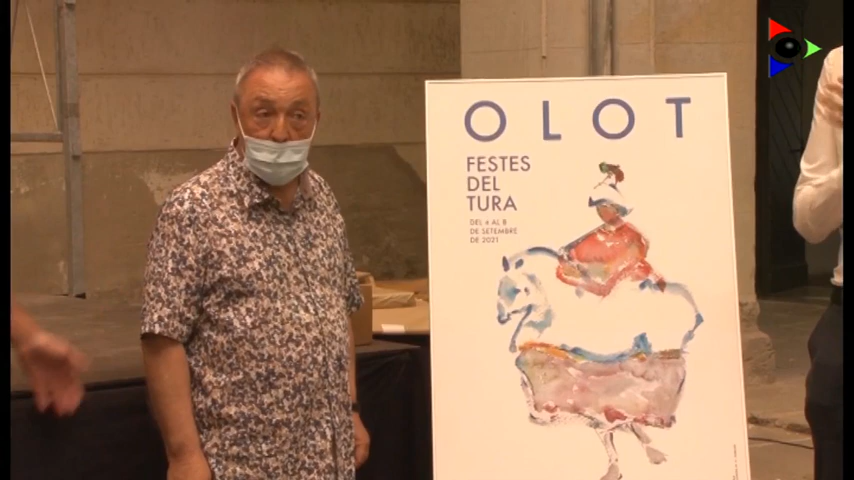 OLOT
FESTES
DEL
TURA
DEL 4 AL 8
DE SETEMBRE
DE 2021